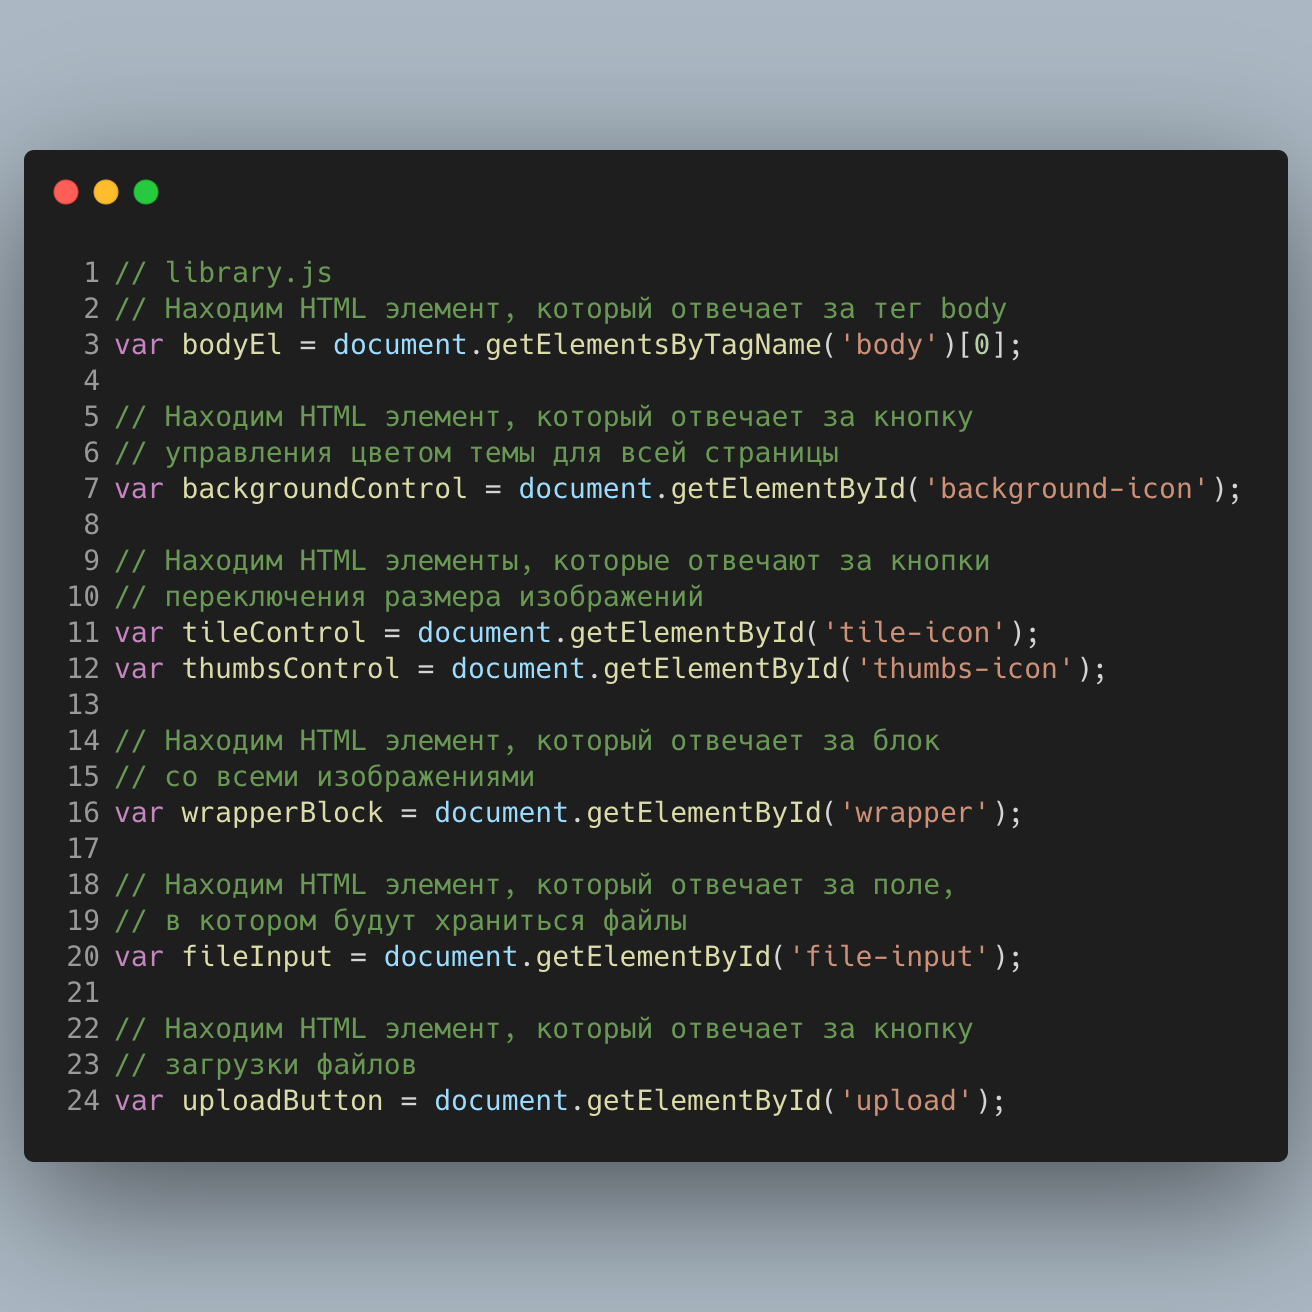 1 // library.js
2 // Находим HTML элемент, который отвечает за тег body
3 var bodyEl = document.getElementsByTagName('body')[0];
4
5 // Находим HTML элемент, который отвечает за кнопку
6 // управления цветом темы для всей страницы
7 var backgroundControl = document.getElementById('background-icon');
8
9 // Находим HTML элементы, которые отвечают за кнопки
10 // переключения размера изображений
11 var tileControl = document.getElementById('tile-icon');
12 var thumbsControl = document.getElementById('thumbs-icon');
13
14 // Находим HTML элемент, который отвечает за блок
15 // со всеми изображениями
16 var wrapperBlock = document.getElementById('wrapper');
17
18 // Находим HTML элемент, который отвечает за поле,
19 // в котором будут храниться файлы
20 var fileInput = document.getElementById('file-input');
21
22 // Находим HTML элемент, который отвечает за кнопку
23 // загрузки файлов
24 var uploadButton = document.getElementById('upload');